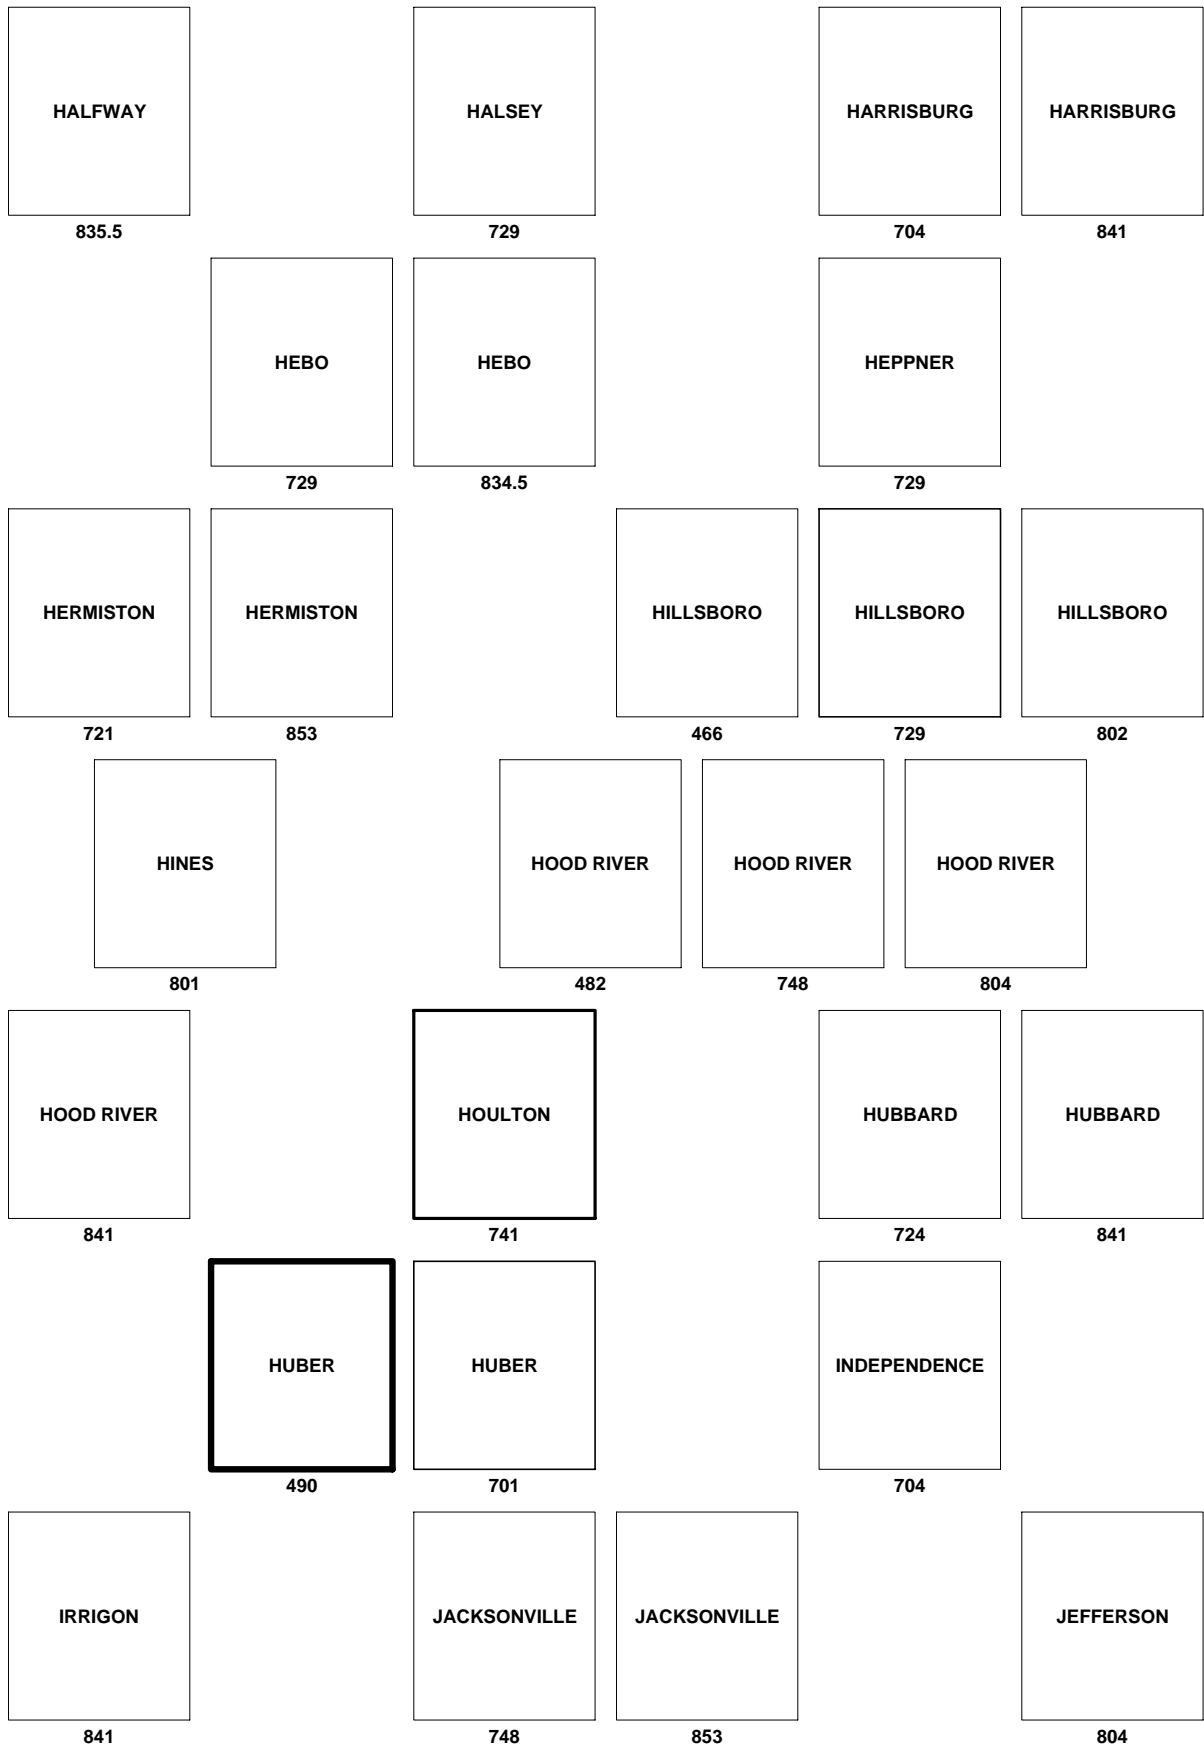 HALFWAY HALSEY HARRISBURG HARRISBURG
835.5 729 704 841
HEBO HEBO HEPPNER
729 834.5 729
HERMISTON HERMISTON HILLSBORO HILLSBORO HILLSBORO
721 853 466 729 802
HINES HOOD RIVER HOOD RIVER HOOD RIVER
801 482 748 804
HOOD RIVER HOULTON HUBBARD HUBBARD
841 741 724 841
HUBER HUBER INDEPENDENCE
490 701 704
IRRIGON JACKSONVILLE JACKSONVILLE JEFFERSON
841 748 853 804